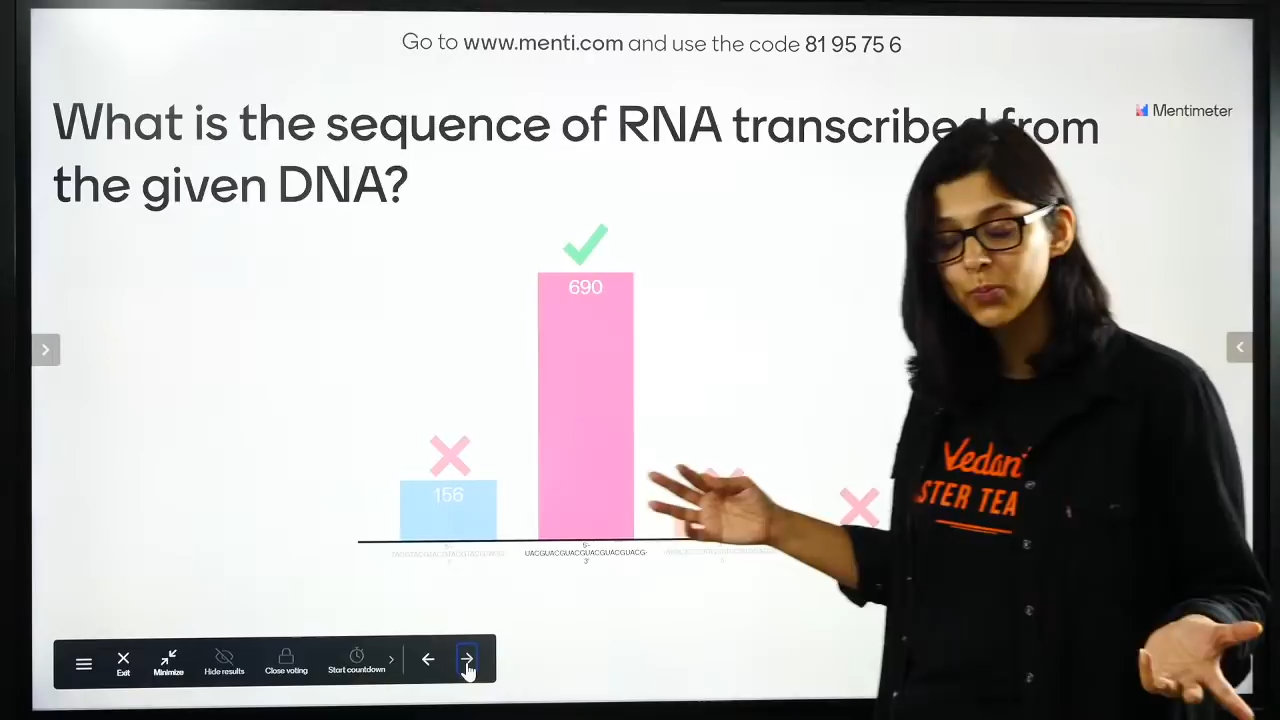 Go to www.menti.com and use the code 81 95 75 6
What is the sequence of RNA transcribed from
the given DNA?
Mentimeter
690
156
5'-
UACGUACGUACGUACGUACGUACG-
3'
Vedant
STER TEA
Exit
Minimize
Hide results
Close voting
Start countdown